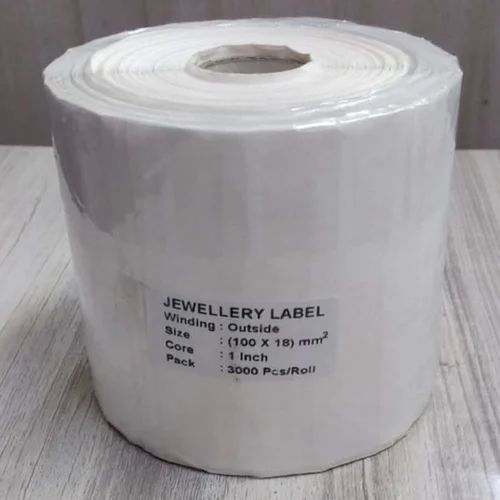 JEWELLERY LABEL
Winding : Outside
Size : (100 X 18) mm²
Core : 1 Inch
Pack : 3000 Pcs/Roll